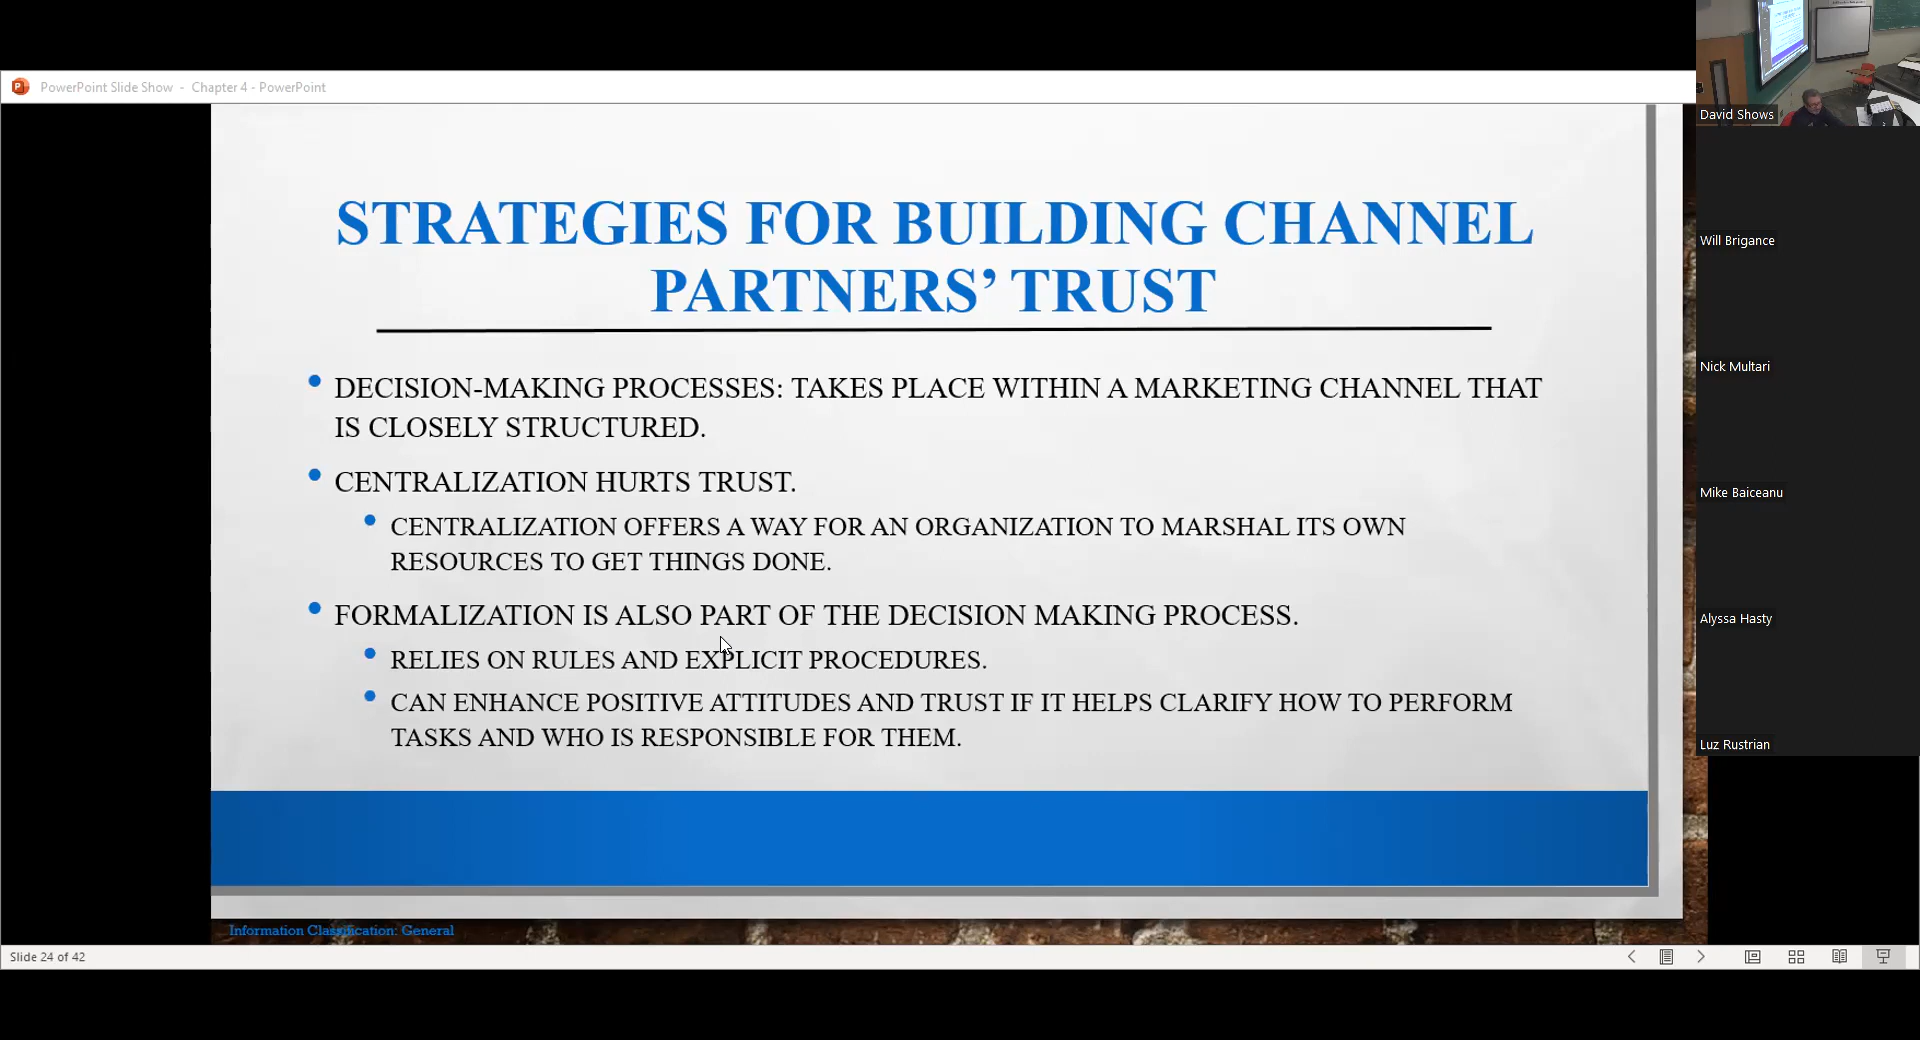 PowerPoint Slide Show - Chapter 4 - PowerPoint
STRATEGIES FOR BUILDING CHANNEL
PARTNERS’ TRUST
DECISION-MAKING PROCESSES: TAKES PLACE WITHIN A MARKETING CHANNEL THAT
IS CLOSELY STRUCTURED.
CENTRALIZATION HURTS TRUST.
CENTRALIZATION OFFERS A WAY FOR AN ORGANIZATION TO MARSHAL ITS OWN
RESOURCES TO GET THINGS DONE.
FORMALIZATION IS ALSO PART OF THE DECISION MAKING PROCESS.
RELIES ON RULES AND EXPLICIT PROCEDURES.
CAN ENHANCE POSITIVE ATTITUDES AND TRUST IF IT HELPS CLARIFY HOW TO PERFORM
TASKS AND WHO IS RESPONSIBLE FOR THEM.
Information Classification: General
Slide 24 of 42
David Shows
Will Brigance
Nick Multari
Mike Baiceanu
Alyssa Hasty
Luz Rustrian